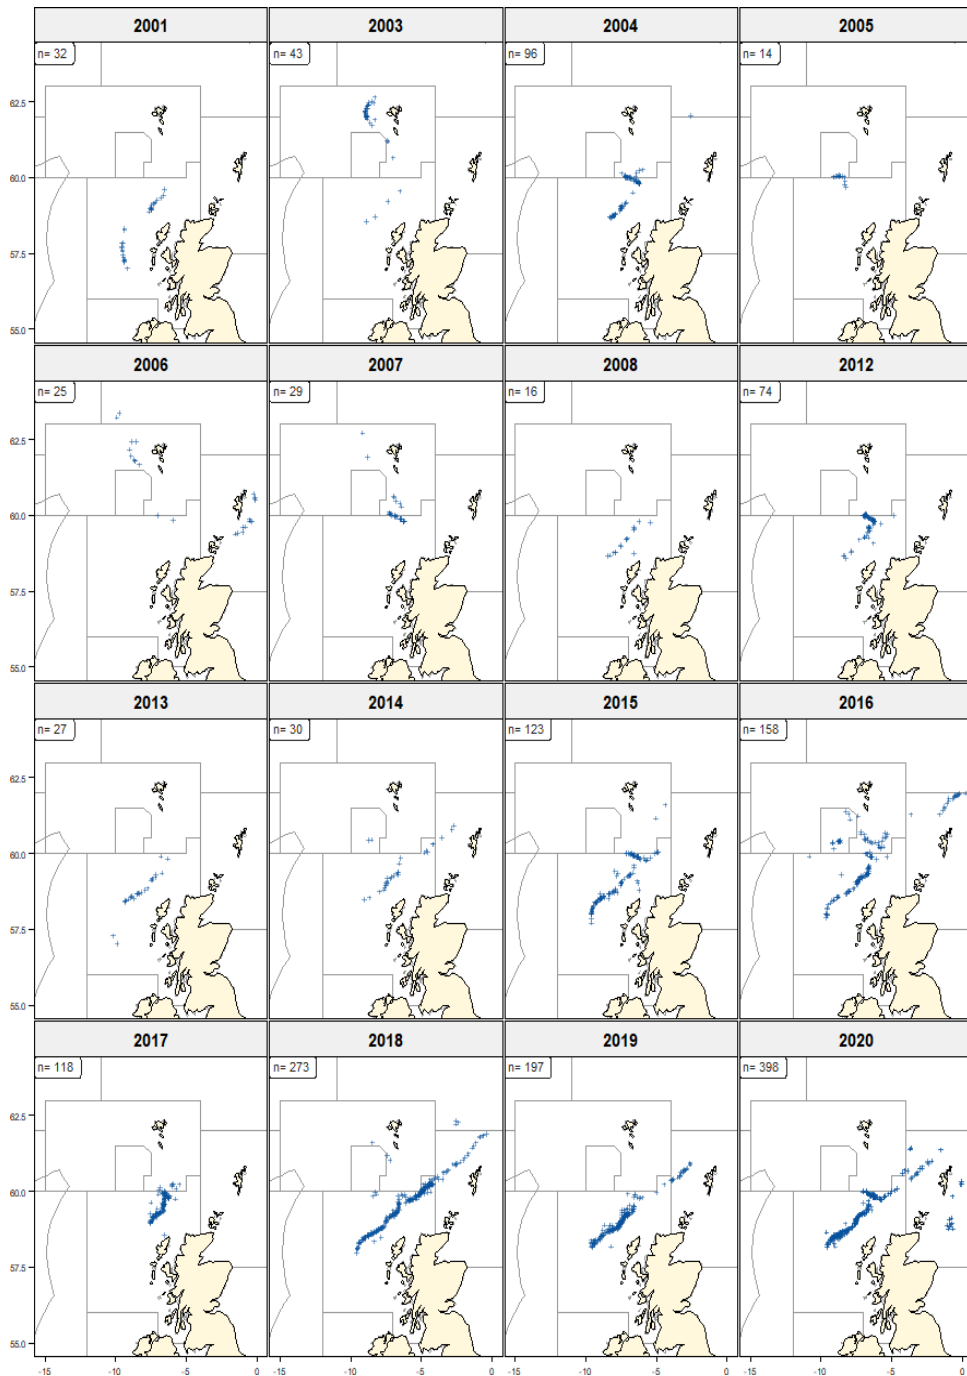 2001 2003 2004 2005
n= 32 n= 43 n= 96 n= 14
62.5
60.0
57.5
55.0
2006 2007 2008 2012
n= 25 n= 29 n= 16 n= 74
62.5
60.0
57.5
55.0
2013 2014 2015 2016
n= 27 n= 30 n= 123 n= 158
62.5
60.0
57.5
55.0
2017 2018 2019 2020
n= 118 n= 273 n= 197 n= 398
62.5
60.0
57.5
55.0
-15 -10 -5 0 -15 -10 -5 0 -15 -10 -5 0 -15 -10 -5 0